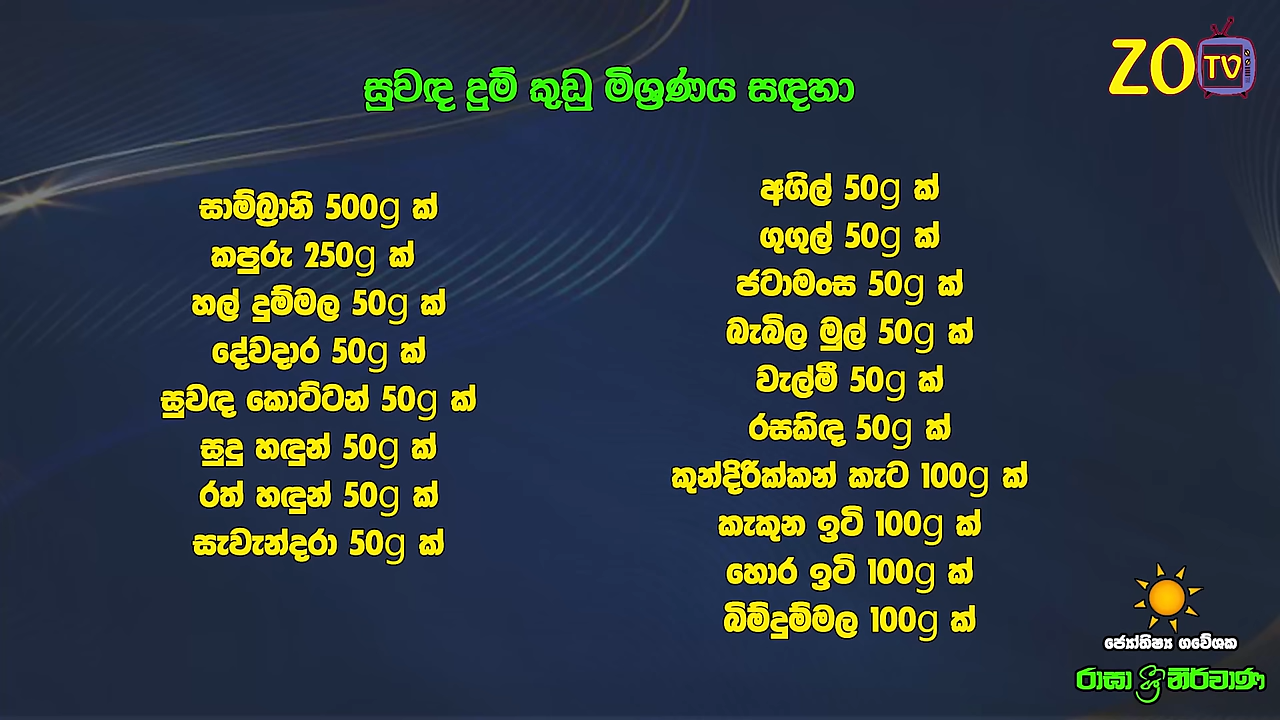 ZO TV
සුවඳ දුම් කුඩු මිශ්‍රණය සඳහා
සාම්බ්‍රානි 500g ක්
කපුරු 250g ක්
හල් දුම්මල 50g ක්
දේවදාර 50g ක්
සුවඳ කොට්ටන් 50g ක්
සුදු හඳුන් 50g ක්
රත් හඳුන් 50g ක්
සැවැන්දරා 50g ක්
අගිල් 50g ක්
ගුගුල් 50g ක්
ජටාමංස 50g ක්
බැබිල මුල් 50g ක්
වැල්මී 50g ක්
රසකිඳ 50g ක්
කුන්දිරික්කන් කැට 100g ක්
කැකුන ඉටි 100g ක්
හොර ඉටි 100g ක්
බිම්දුම්මල 100g ක්
ජ්‍යෝතිෂ්‍ය ගවේශක
රාඝා ශ්‍රී නිර්වාණ